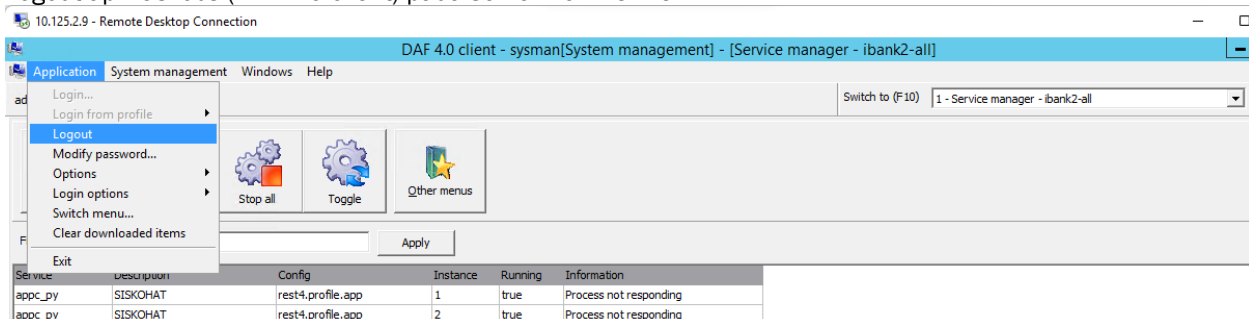 10.125.2.9 - Remote Desktop Connection
DAF 4.0 client - sysman[System management] - [Service manager - ibank2-all]
Application System management Windows Help
Login...
Login from profile
Logout
Modify password...
Options
Login options
Switch menu...
Clear downloaded items
Exit
Switch to (F10) 1 - Service manager - ibank2-all
Stop all Toggle Other menus
Apply
Service Description Config Instance Running Information
appc_py SISKOHAT rest4.profile.app 1 true Process not responding
appc_py SISKOHAT rest4.profile.app 2 true Process not responding